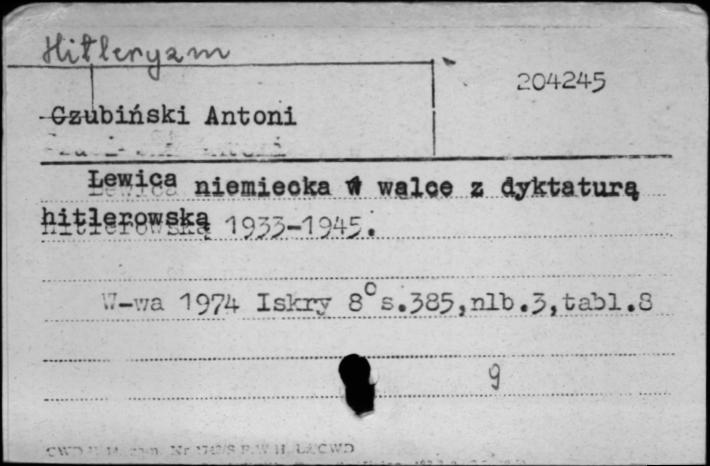 Hitleryzm
204245
Czubiński Antoni
Lewica niemiecka w walce z dyktaturą
hitlerowską 1933-1945.
W-wa 1974 Iskry 8° s.385,nlb.3,tabl.8
9